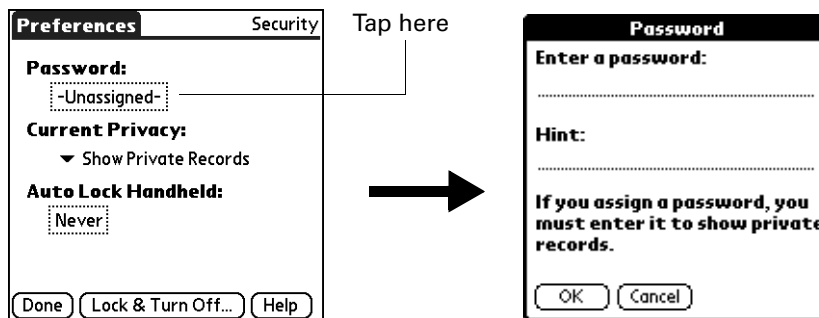 Preferences Security
Password:
-Unassigned-
Current Privacy:
Show Private Records
Auto Lock Handheld:
Never
Done Lock & Turn Off... Help
Tap here
Password
Enter a password:
Hint:
If you assign a password, you
must enter it to show private
records.
OK Cancel